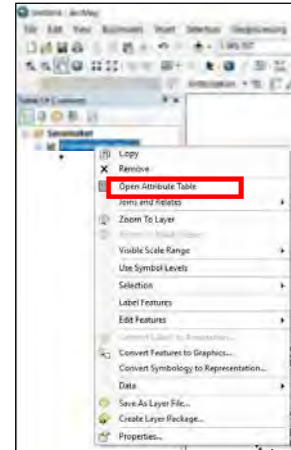 Untitled - ArcMap
File Edit View Bookmarks Insert Selection Geoprocessing
Table Of Contents
Copy
Remove
Open Attribute Table
Joins and Relates
Zoom To Layer
Visible Scale Range
Use Symbol Levels
Selection
Label Features
Edit Features
Convert Features to Graphics...
Convert Symbology to Representation...
Data
Save As Layer File...
Create Layer Package...
Properties...